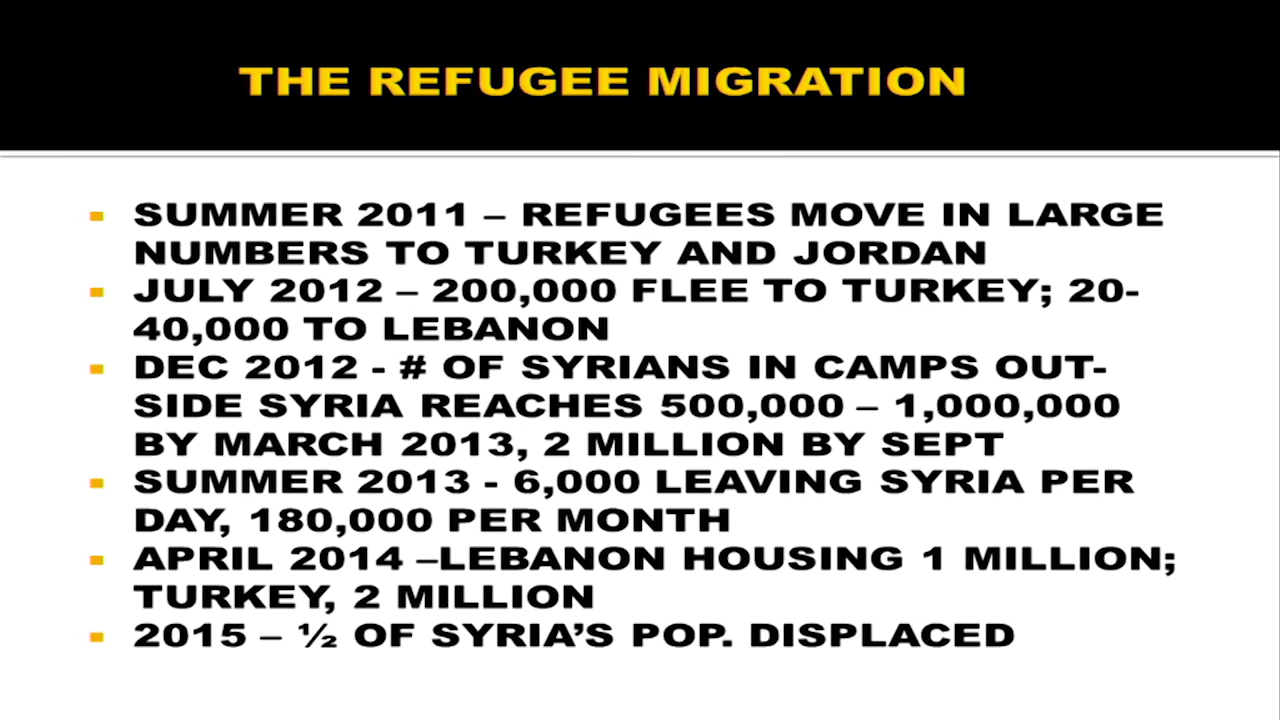 THE REFUGEE MIGRATION
▪ SUMMER 2011 – REFUGEES MOVE IN LARGE
NUMBERS TO TURKEY AND JORDAN
▪ JULY 2012 – 200,000 FLEE TO TURKEY; 20-
40,000 TO LEBANON
▪ DEC 2012 - # OF SYRIANS IN CAMPS OUT-
SIDE SYRIA REACHES 500,000 – 1,000,000
BY MARCH 2013, 2 MILLION BY SEPT
▪ SUMMER 2013 - 6,000 LEAVING SYRIA PER
DAY, 180,000 PER MONTH
▪ APRIL 2014 –LEBANON HOUSING 1 MILLION;
TURKEY, 2 MILLION
▪ 2015 – ½ OF SYRIA’S POP. DISPLACED